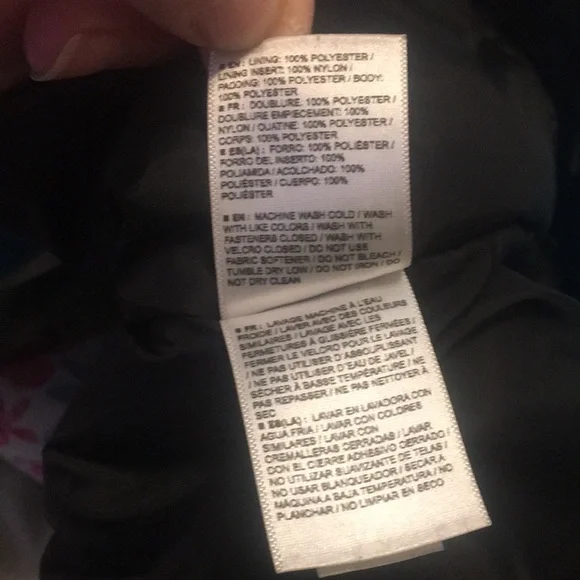 ■ EN : LINING: 100% POLYESTER /
LINING INSERT: 100% NYLON /
PADDING: 100% POLYESTER / BODY:
100% POLYESTER
■ FR : DOUBLURE: 100% POLYESTER /
DOUBLURE EMPIECEMENT: 100%
NYLON / OUATINE: 100% POLYESTER /
CORPS: 100% POLYESTER
■ ES(LA) : FORRO: 100% POLIÉSTER /
FORRO DEL INSERTO: 100%
POLIAMIDA / ACOLCHADO: 100%
POLIÉSTER / CUERPO: 100%
POLIÉSTER
■ EN : MACHINE WASH COLD / WASH
WITH LIKE COLORS / WASH WITH
FASTENERS CLOSED / WASH WITH
VELCRO CLOSED / DO NOT USE
FABRIC SOFTENER / DO NOT BLEACH /
TUMBLE DRY LOW / DO NOT IRON / DO
NOT DRY CLEAN
■ FR : LAVAGE MACHINE À L'EAU
FROIDE / LAVER AVEC DES COULEURS
SIMILAIRES / LAVAGE AVEC LES
FERMETURES À GLISSIÈRE FERMÉES /
FERMER LE VELCRO POUR LE LAVAGE
/ NE PAS UTILISER D'ASSOUPLISSANT
/ NE PAS UTILISER D'EAU DE JAVEL /
SÉCHER À BASSE TEMPÉRATURE / NE
PAS REPASSER / NE PAS NETTOYER À
SEC
■ ES(LA) : LAVAR EN LAVADORA CON
AGUA FRIA / LAVAR CON COLORES
SIMILARES / LAVAR CON
CREMALLERAS CERRADAS / LAVAR
CON EL CIERRE ADHESIVO CERRADO /
NO UTILIZAR SUAVIZANTE DE TELAS /
NO USAR BLANQUEADOR / SECAR A
MÁQUINA A BAJA TEMPERATURA / NO
PLANCHAR / NO LIMPIAR EN SECO